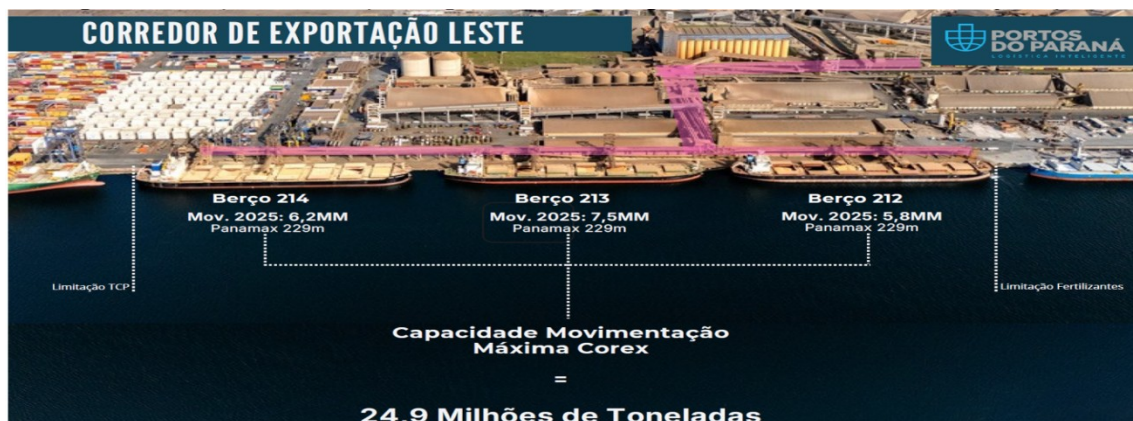 CORREDOR DE EXPORTAÇÃO LESTE
PORTOS
DO PARANÁ
LOGÍSTICA INTELIGENTE
Berço 214
Mov. 2025: 6,2MM
Panamax 229m
Berço 213
Mov. 2025: 7,5MM
Panamax 229m
Berço 212
Mov. 2025: 5,8MM
Panamax 229m
Limitação TCP
Limitação Fertilizantes
Capacidade Movimentação
Máxima Corex
=
24,9 Milhões de Toneladas